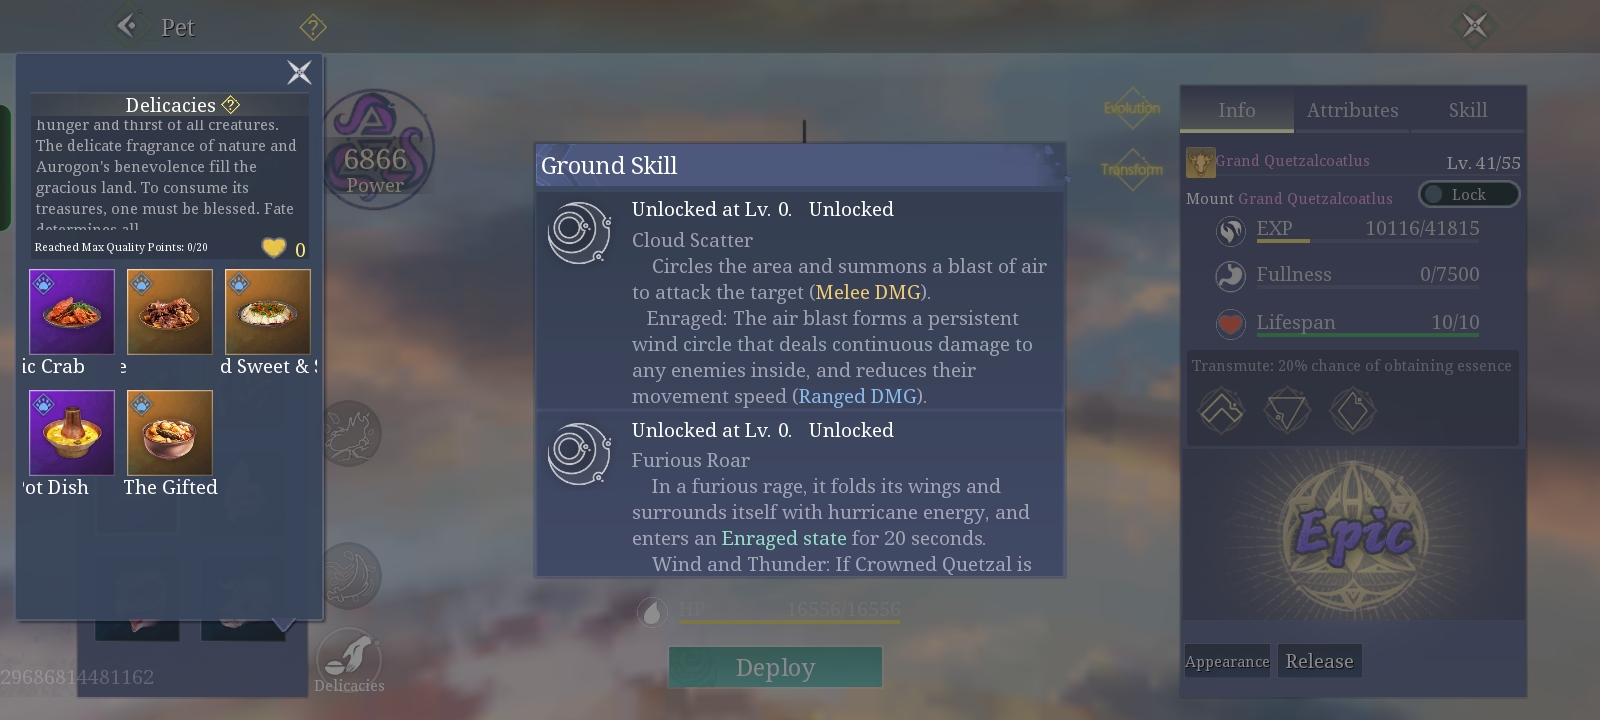 Pet
Delicacies
hunger and thirst of all creatures.
The delicate fragrance of nature and
Aurogon's benevolence fill the
gracious land. To consume its
treasures, one must be blessed. Fate
determines all
Reached Max Quality Points: 0/20
0
ic Crab
e
d Sweet & S
ot Dish
The Gifted
29686814481162
6866
Power
Delicacies
Ground Skill
Unlocked at Lv. 0. Unlocked
Cloud Scatter
Circles the area and summons a blast of air
to attack the target (Melee DMG).
Enraged: The air blast forms a persistent
wind circle that deals continuous damage to
any enemies inside, and reduces their
movement speed (Ranged DMG).
Unlocked at Lv. 0. Unlocked
Furious Roar
In a furious rage, it folds its wings and
surrounds itself with hurricane energy, and
enters an Enraged state for 20 seconds.
Wind and Thunder: If Crowned Quetzal is
HP 16556/16556
Deploy
Evolution
Transform
Info Attributes Skill
Grand Quetzalcoatlus Lv. 41/55
Mount Grand Quetzalcoatlus Lock
EXP 10116/41815
Fullness 0/7500
Lifespan 10/10
Transmute: 20% chance of obtaining essence
Epic
Appearance Release